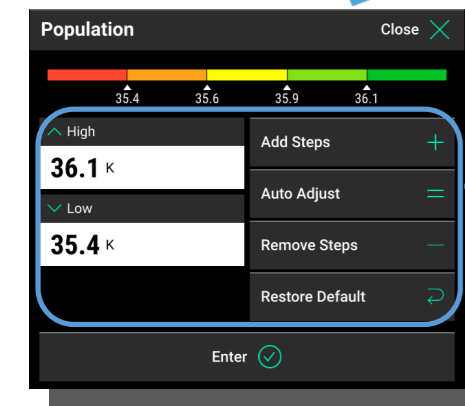 Population Close
35.4 35.6 35.9 36.1
High
36.1 K
Low
35.4 K
Add Steps
Auto Adjust
Remove Steps
Restore Default
Enter